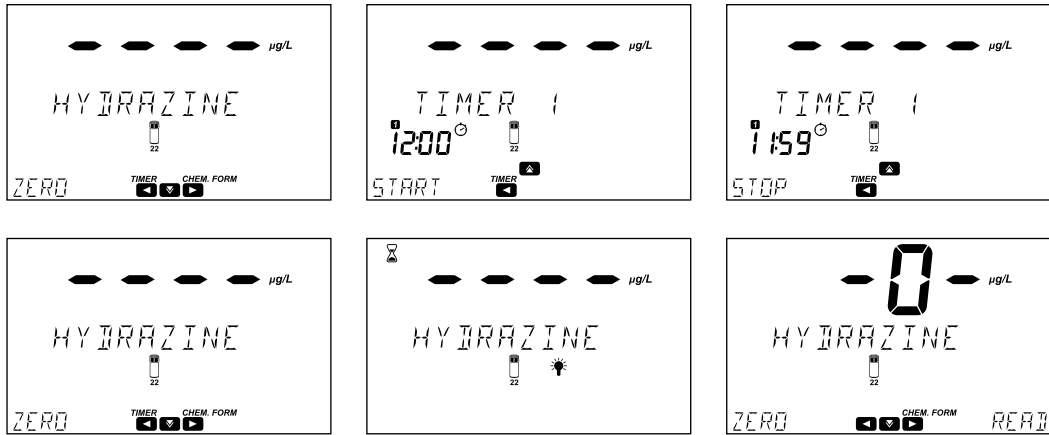 µg/L
HYDRAZINE
22
TIMER CHEM. FORM
ZERO
µg/L
TIMER 1
1
12:00
22
TIMER
START
µg/L
TIMER 1
1
11:59
22
TIMER
STOP
µg/L
HYDRAZINE
22
TIMER CHEM. FORM
ZERO
µg/L
HYDRAZINE
22
- 0 - µg/L
HYDRAZINE
22
CHEM. FORM
ZERO READ